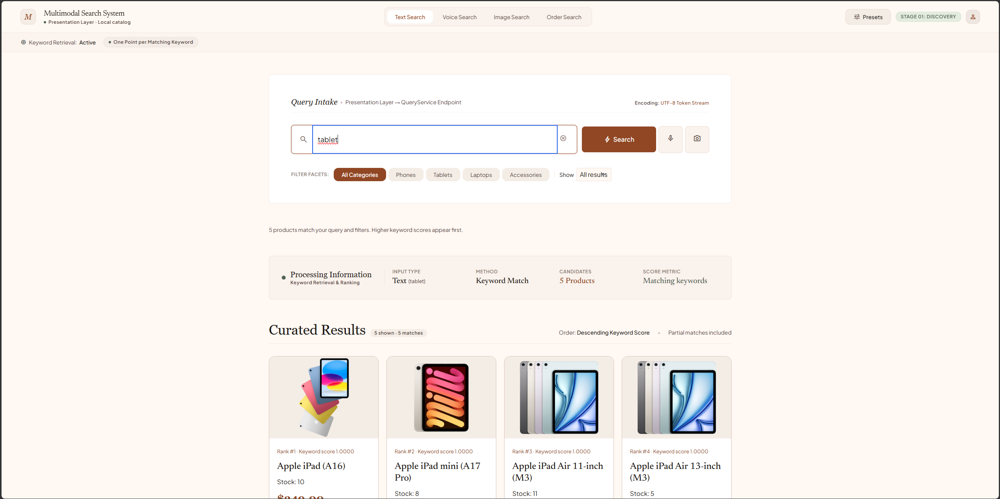 M
Multimodal Search System
Presentation Layer · Local catalog
Text Search
Voice Search
Image Search
Order Search
Presets
STAGE 01: DISCOVERY
Keyword Retrieval: Active
One Point per Matching Keyword
Query Intake • Presentation Layer → QueryService Endpoint
Encoding: UTF-8 Token Stream
tablet
Search
FILTER FACETS:
All Categories
Phones
Tablets
Laptops
Accessories
Show
All results
5 products match your query and filters. Higher keyword scores appear first.
Processing Information
Keyword Retrieval & Ranking
INPUT TYPE
Text (tablet)
METHOD
Keyword Match
CANDIDATES
5 Products
SCORE METRIC
Matching keywords
Curated Results
5 shown · 5 matches
Order: Descending Keyword Score • Partial matches included
Rank #1 · Keyword score 1.0000
Apple iPad (A16)
Stock: 10
Rank #2 · Keyword score 1.0000
Apple iPad mini (A17
Pro)
Stock: 8
Rank #3 · Keyword score 1.0000
Apple iPad Air 11-inch
(M3)
Stock: 11
Rank #4 · Keyword score 1.0000
Apple iPad Air 13-inch
(M3)
Stock: 5